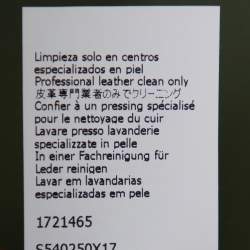 Limpieza solo en centros
especializados en piel
Professional leather clean only
皮革専門業者のみでクリーニング
Confier à un pressing spécialisé
pour le nettoyage du cuir
Lavare presso lavanderie
specializzate in pelle
In einer Fachreinigung für
Leder reinigen
Lavar em lavandarias
especializadas em pele
1721465
S540250X17